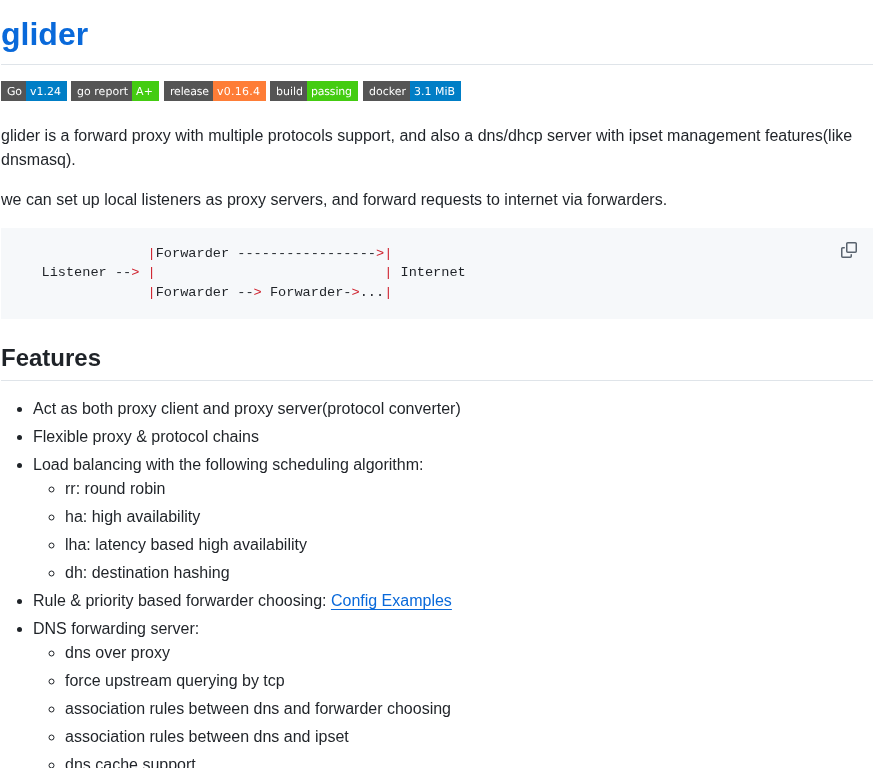 glider
Go v1.24 go report A+ release v0.16.4 build passing docker 3.1 MiB
glider is a forward proxy with multiple protocols support, and also a dns/dhcp server with ipset management features(like
dnsmasq).
we can set up local listeners as proxy servers, and forward requests to internet via forwarders.
|Forwarder ----------------->|
Listener --> |                            | Internet
|Forwarder --> Forwarder->...|
Features
Act as both proxy client and proxy server(protocol converter)
Flexible proxy & protocol chains
Load balancing with the following scheduling algorithm:
rr: round robin
ha: high availability
lha: latency based high availability
dh: destination hashing
Rule & priority based forwarder choosing: Config Examples
DNS forwarding server:
dns over proxy
force upstream querying by tcp
association rules between dns and forwarder choosing
association rules between dns and ipset
dns cache support